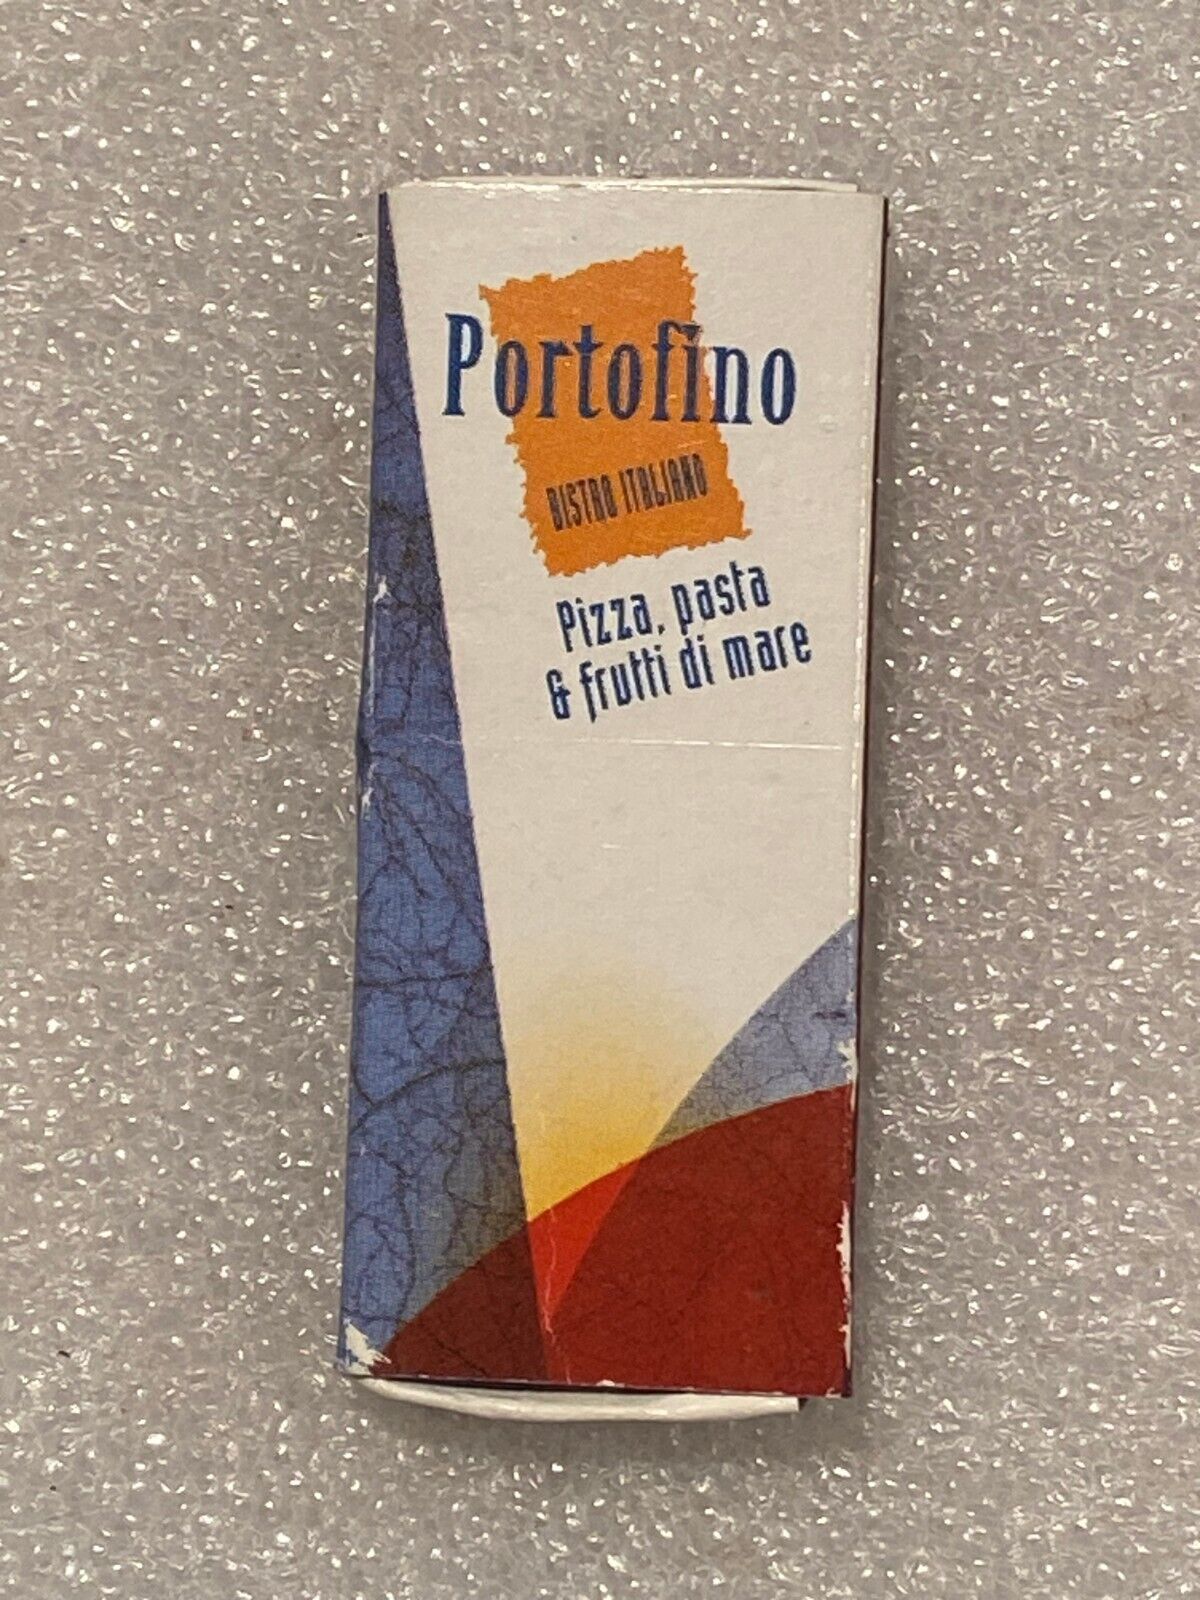 Portofino
BISTRO ITALIANO
Pizza, pasta
& frutti di mare